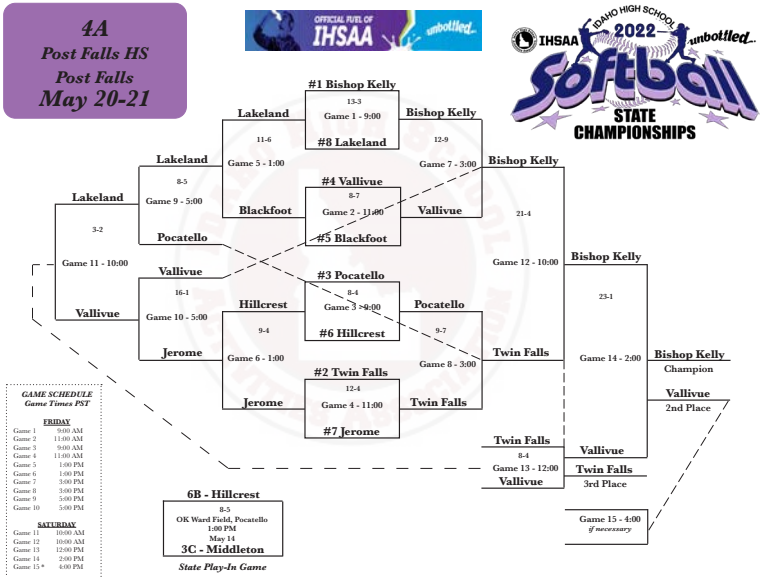 4A
Post Falls HS
Post Falls
May 20-21
OFFICIAL FUEL OF
IHSAA
unbottled...
IHSAA
IDAHO HIGH SCHOOL
2022
unbottled...
Softball
STATE
CHAMPIONSHIPS
#1 Bishop Kelly
13-3
Game 1 - 9:00
#8 Lakeland
Lakeland
11-6
Game 5 - 1:00
Blackfoot
Bishop Kelly
12-9
Game 7 - 3:00
Vallivue
#4 Vallivue
8-7
Game 2 - 11:00
#5 Blackfoot
Lakeland
8-5
Game 9 - 5:00
Pocatello
Bishop Kelly
21-4
Game 12 - 10:00
Twin Falls
Lakeland
3-2
Game 11 - 10:00
Vallivue
Vallivue
16-1
Game 10 - 5:00
Jerome
#3 Pocatello
8-4
Game 3 - 9:00
#6 Hillcrest
Hillcrest
9-4
Game 6 - 1:00
Jerome
Pocatello
9-7
Game 8 - 3:00
Twin Falls
#2 Twin Falls
12-4
Game 4 - 11:00
#7 Jerome
Bishop Kelly
23-1
Game 14 - 2:00
Vallivue
Bishop Kelly
Champion
Vallivue
2nd Place
Twin Falls
8-4
Game 13 - 12:00
Vallivue
Twin Falls
3rd Place
Game 15 - 4:00
if necessary
GAME SCHEDULE
Game Times PST
FRIDAY
Game 1 9:00 AM
Game 2 11:00 AM
Game 3 9:00 AM
Game 4 11:00 AM
Game 5 1:00 PM
Game 6 1:00 PM
Game 7 3:00 PM
Game 8 3:00 PM
Game 9 5:00 PM
Game 10 5:00 PM
SATURDAY
Game 11 10:00 AM
Game 12 10:00 AM
Game 13 12:00 PM
Game 14 2:00 PM
Game 15 * 4:00 PM
6B - Hillcrest
8-5
OK Ward Field, Pocatello
1:00 PM
May 14
3C - Middleton
State Play-In Game
IDAHO HIGH SCHOOL
ACTIVITIES ASSOCIATION